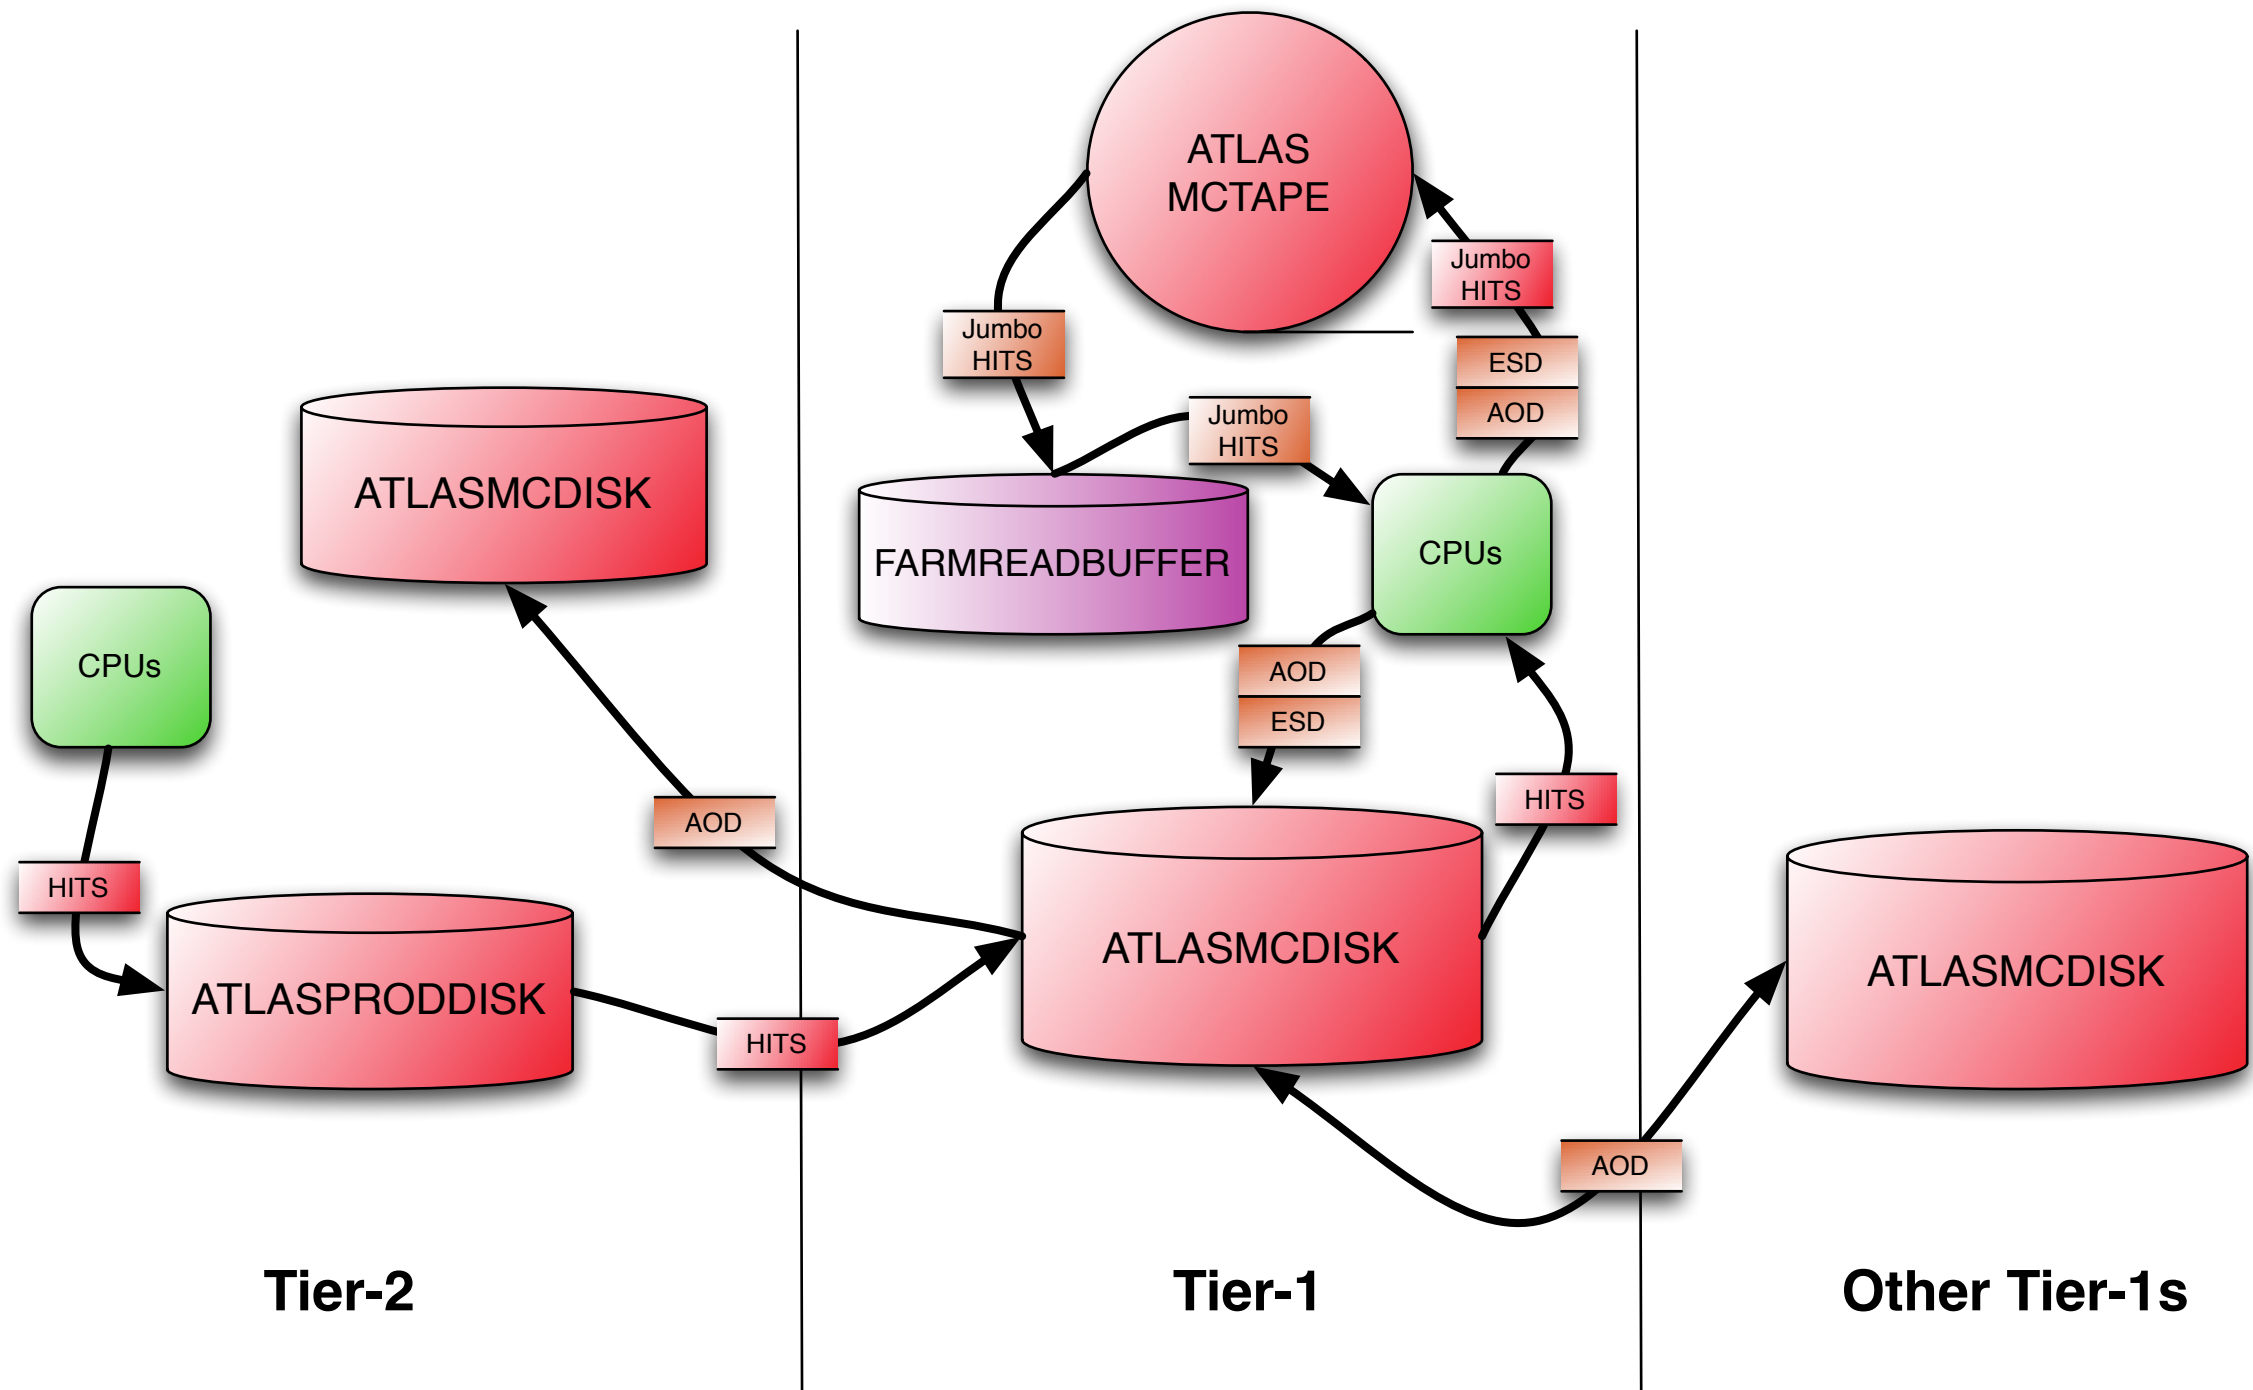 ATLAS
MCTAPE
Jumbo
HITS
Jumbo
HITS
ESD
AOD
Jumbo
HITS
ATLASMCDISK
FARMREADBUFFER
CPUs
CPUs
AOD
ESD
AOD
HITS
HITS
ATLASMCDISK
ATLASMCDISK
ATLASPRODDISK
HITS
AOD
Tier-2
Tier-1
Other Tier-1s